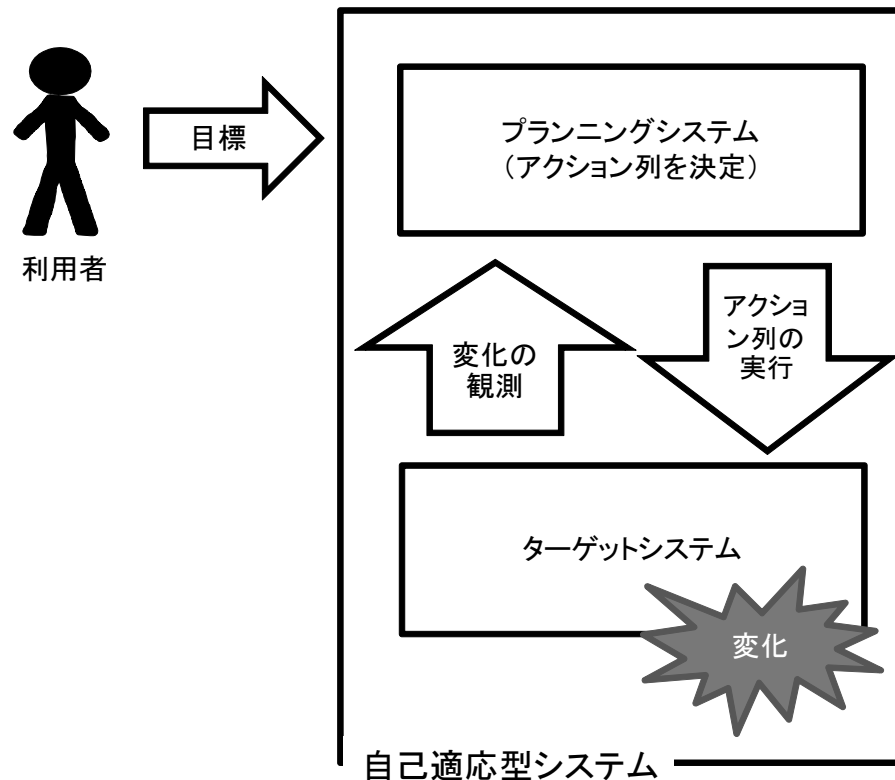 目標
利用者
プランニングシステム
（アクション列を決定）
変化の
観測
アクショ
ン列の
実行
ターゲットシステム
変化
自己適応型システム